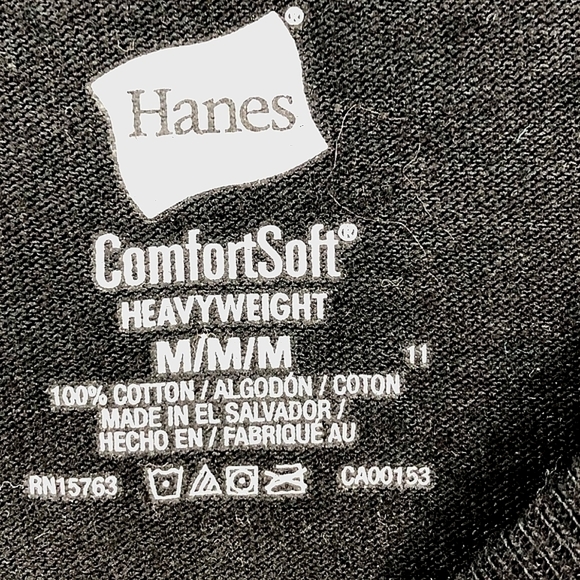 Hanes®
ComfortSoft®
HEAVYWEIGHT
M/M/M 11
100% COTTON / ALGODÓN / COTON
MADE IN EL SALVADOR /
HECHO EN / FABRIQUÉ AU
RN15763 CA00153